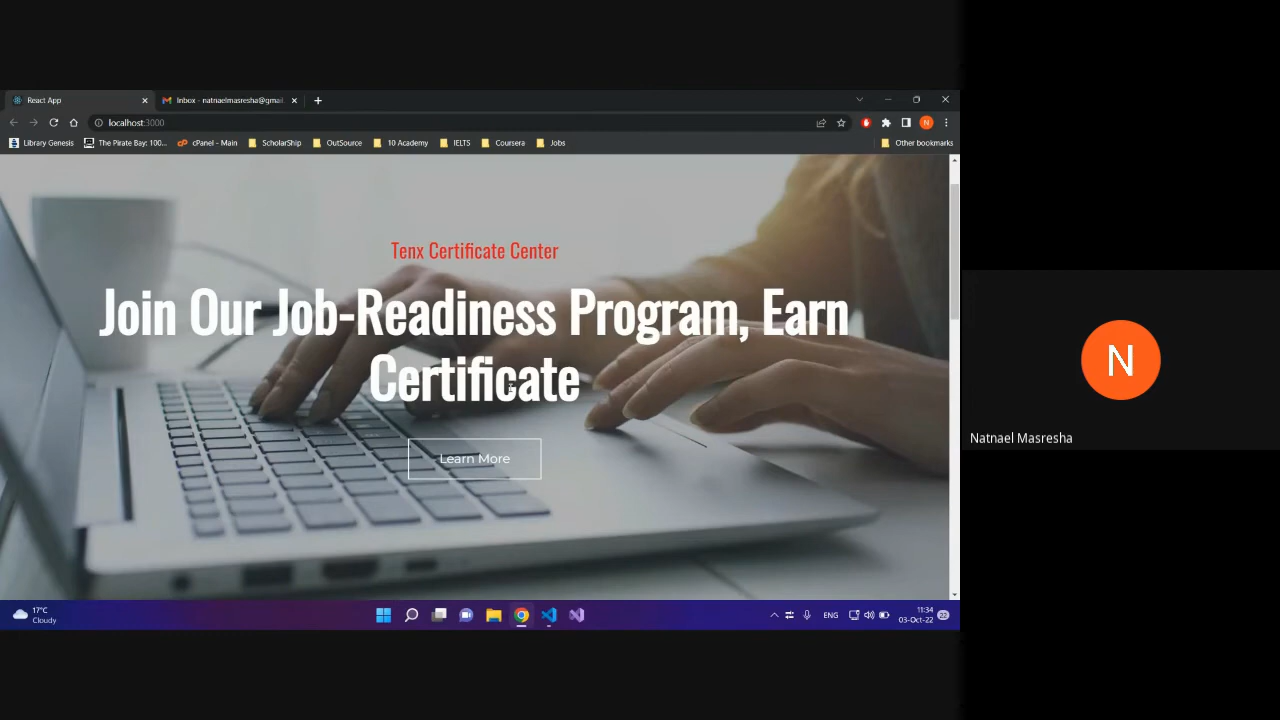 React App
Inbox - natnaelmasresha@gmail
localhost:3000
N
Library Genesis
The Pirate Bay: 100...
cPanel - Main
ScholarShip
OutSource
10 Academy
IELTS
Coursera
Jobs
Other bookmarks
Tenx Certificate Center
Join Our Job-Readiness Program, Earn
Certificate
Learn More
N
Natnael Masresha
17°C
Cloudy
ENG
11:34
03-Oct-22